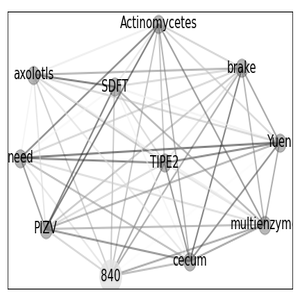 Actinomycetes
brake
axolotls
SDFT
Yuen
need
TIPE2
PIZV
multienzym
cecum
840